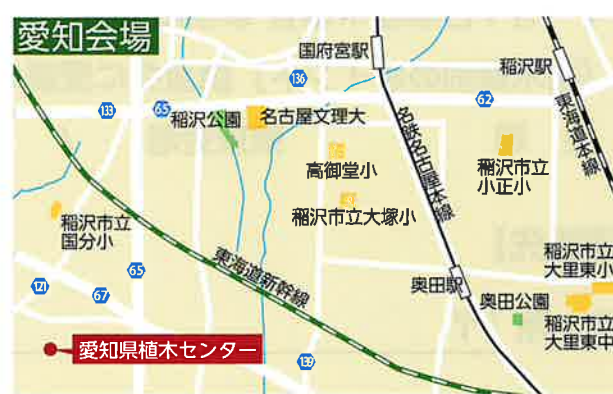 愛知会場
国府宮駅
稲沢駅
136
133
65
62
稲沢公園
名古屋文理大
名鉄名古屋本線
東海道本線
高御堂小
稲沢市立
小正小
稲沢市立大塚小
稲沢市立
国分小
東海道新幹線
稲沢市立
大里東小
奥田駅
奥田公園
稲沢市立
大里東中
121
67
65
愛知県植木センター
139